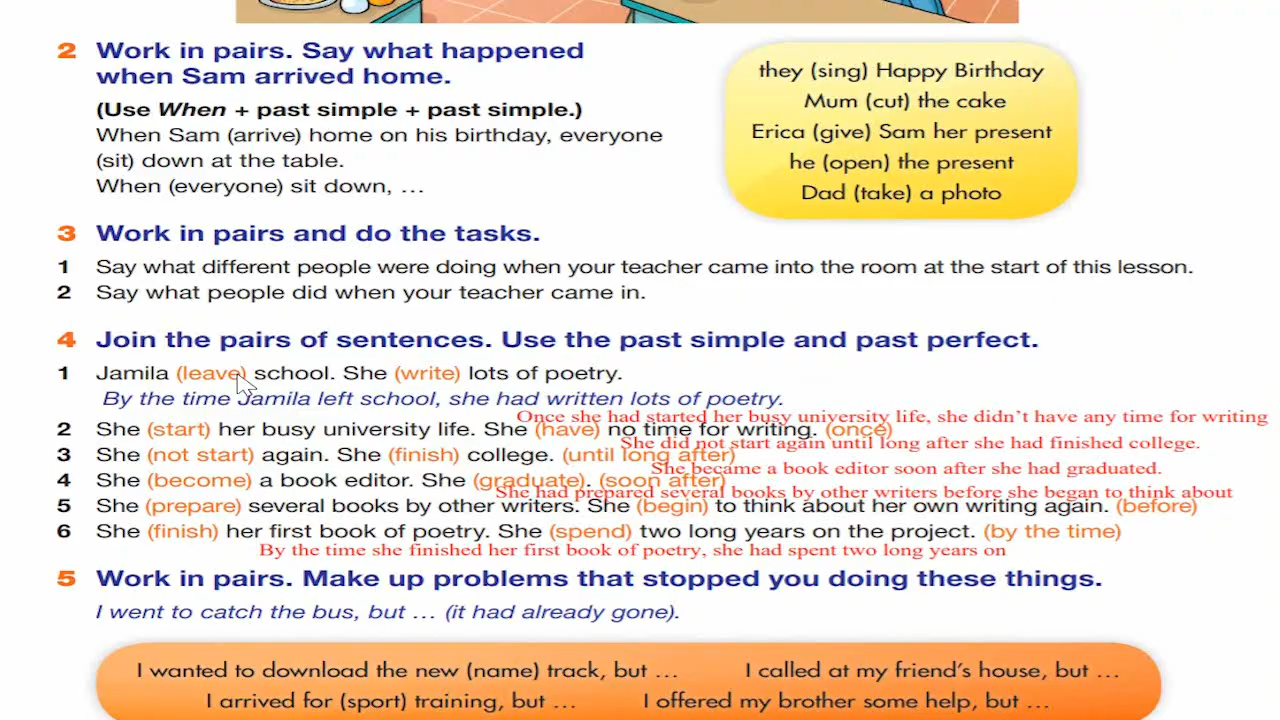 2 Work in pairs. Say what happened
when Sam arrived home.
(Use When + past simple + past simple.)
When Sam (arrive) home on his birthday, everyone
(sit) down at the table.
When (everyone) sit down, …
they (sing) Happy Birthday
Mum (cut) the cake
Erica (give) Sam her present
he (open) the present
Dad (take) a photo
3 Work in pairs and do the tasks.
1 Say what different people were doing when your teacher came into the room at the start of this lesson.
2 Say what people did when your teacher came in.
4 Join the pairs of sentences. Use the past simple and past perfect.
1 Jamila (leave) school. She (write) lots of poetry.
By the time Jamila left school, she had written lots of poetry.
Once she had started her busy university life, she didn't have any time for writing
2 She (start) her busy university life. She (have) no time for writing. (once)
She did not start again until long after she had finished college.
3 She (not start) again. She (finish) college. (until long after)
She became a book editor soon after she had graduated.
4 She (become) a book editor. She (graduate). (soon after)
She had prepared several books by other writers before she began to think about
5 She (prepare) several books by other writers. She (begin) to think about her own writing again. (before)
6 She (finish) her first book of poetry. She (spend) two long years on the project. (by the time)
By the time she finished her first book of poetry, she had spent two long years on
5 Work in pairs. Make up problems that stopped you doing these things.
I went to catch the bus, but … (it had already gone).
I wanted to download the new (name) track, but … I called at my friend's house, but …
I arrived for (sport) training, but … I offered my brother some help, but …